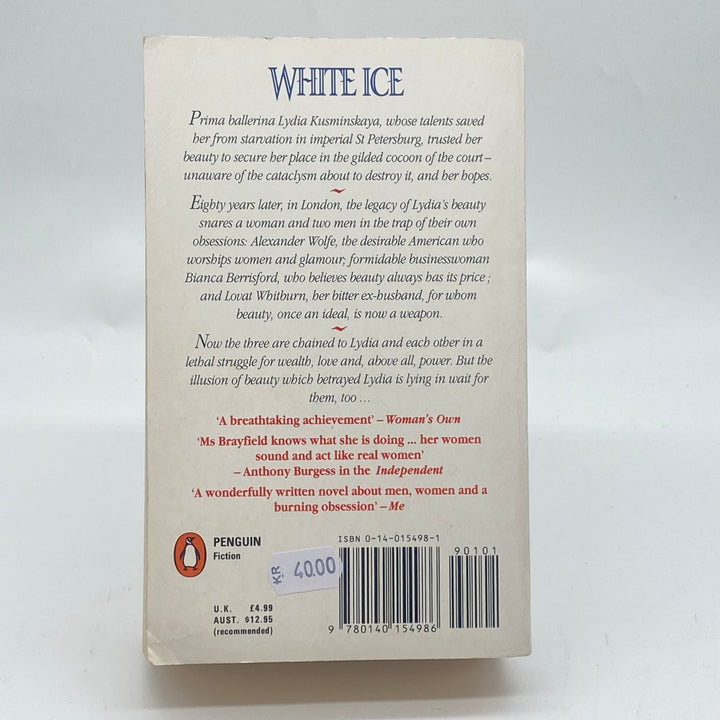 WHITE ICE
Prima ballerina Lydia Kusminskaya, whose talents saved
her from starvation in imperial St Petersburg, trusted her
beauty to secure her place in the gilded cocoon of the court –
unaware of the cataclysm about to destroy it, and her hopes.
Eighty years later, in London, the legacy of Lydia's beauty
snares a woman and two men in the trap of their own
obsessions: Alexander Wolfe, the desirable American who
worships women and glamour; formidable businesswoman
Bianca Berrisford, who believes beauty always has its price;
and Lovat Whitburn, her bitter ex-husband, for whom
beauty, once an ideal, is now a weapon.
Now the three are chained to Lydia and each other in a
lethal struggle for wealth, love and, above all, power. But the
illusion of beauty which betrayed Lydia is lying in wait for
them, too ...
'A breathtaking achievement' – Woman's Own
'Ms Brayfield knows what she is doing ... her women
sound and act like real women'
– Anthony Burgess in the Independent
'A wonderfully written novel about men, women and a
burning obsession' – Me
PENGUIN
Fiction
KR 40.00
U.K. £4.99
AUST. $12.95
(recommended)
ISBN 0-14-015498-1
90101
9 780140 154986